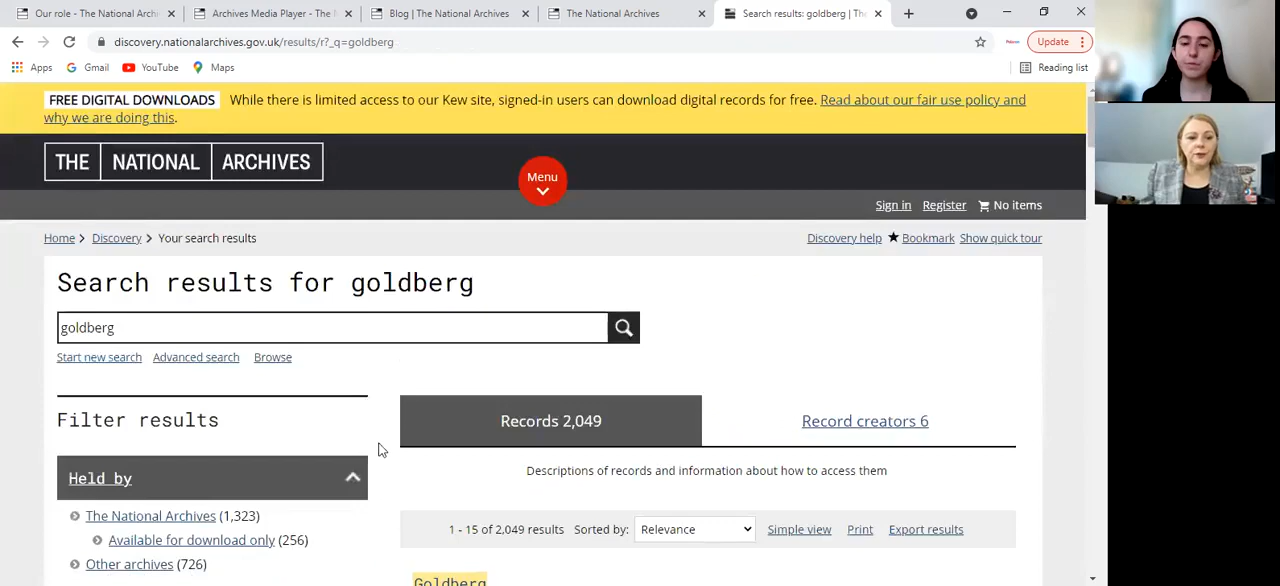 Our role - The National Archi
Archives Media Player - The N
Blog | The National Archives
The National Archives
Search results: goldberg | The
discovery.nationalarchives.gov.uk/results/r?_q=goldberg
Update
Apps Gmail YouTube Maps
Reading list
FREE DIGITAL DOWNLOADS While there is limited access to our Kew site, signed-in users can download digital records for free. Read about our fair use policy and
why we are doing this.
THE NATIONAL ARCHIVES
Menu
Sign in Register No items
Home Discovery Your search results
Discovery help Bookmark Show quick tour
Search results for goldberg
goldberg
Start new search Advanced search Browse
Filter results
Held by
The National Archives (1,323)
Available for download only (256)
Other archives (726)
Records 2,049
Record creators 6
Descriptions of records and information about how to access them
1 - 15 of 2,049 results Sorted by: Relevance Simple view Print Export results
Goldberg